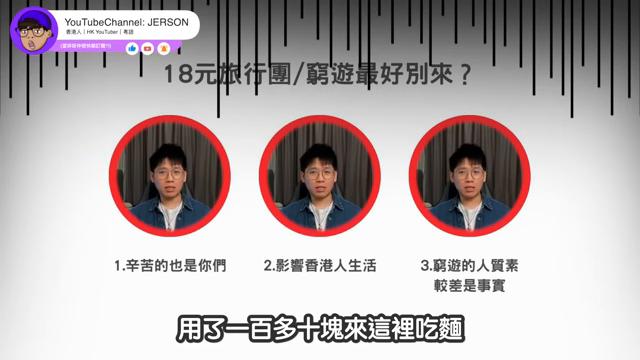 YouTubeChannel: JERSON
香港人｜HK YouTuber｜粵語
18元旅行團/窮遊最好別來？
1.辛苦的也是你們
2.影響香港人生活
3.窮遊的人質素
較差是事實
用了一百多十塊來這裡吃麵